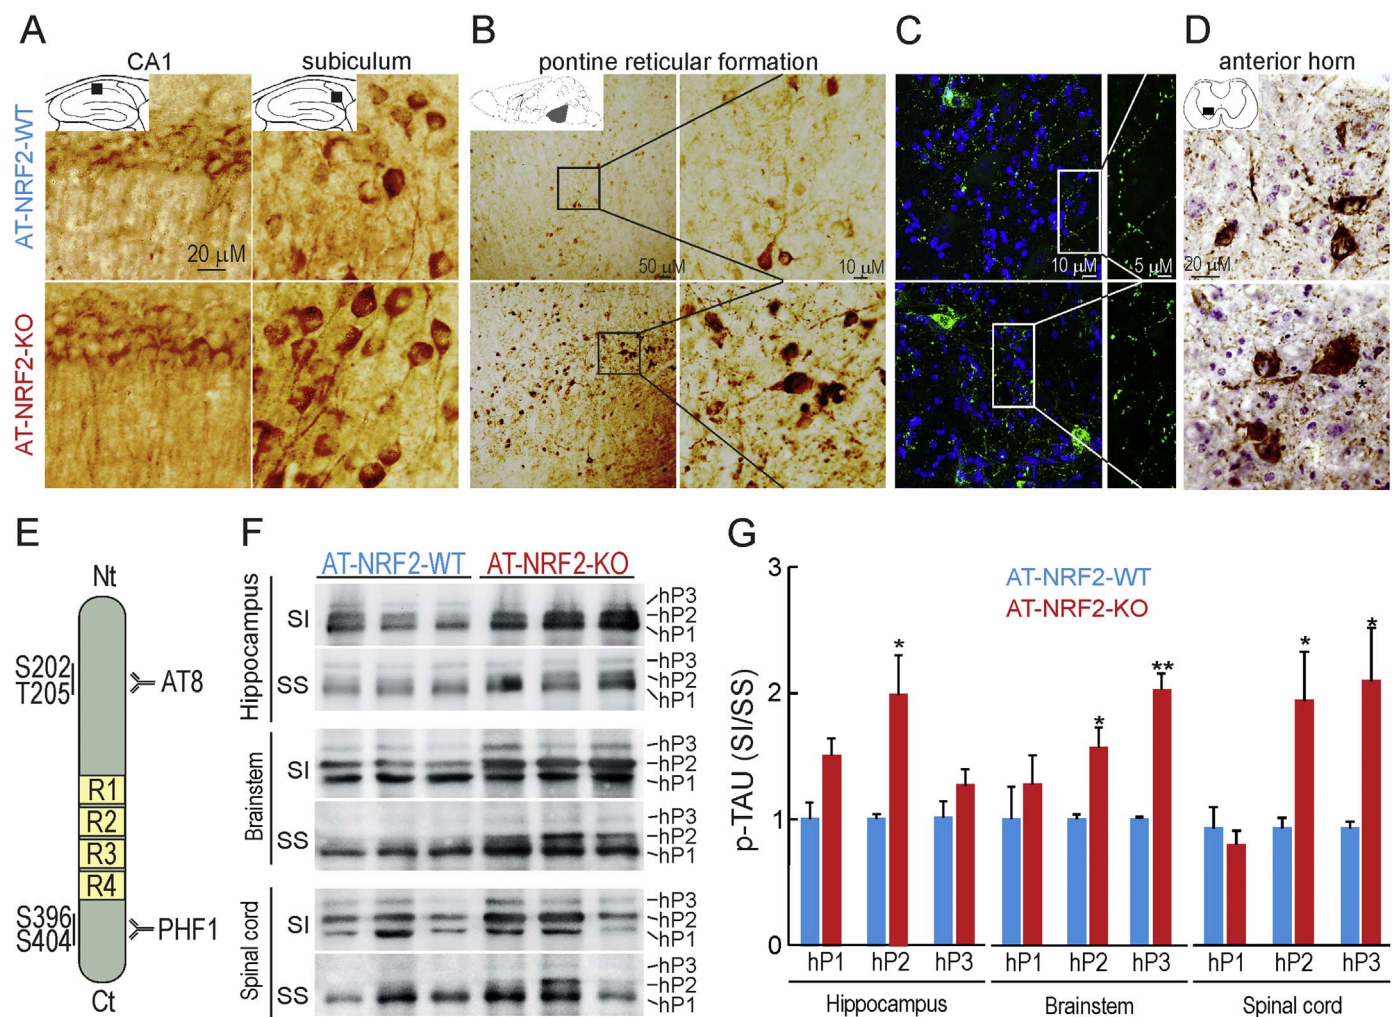 A
B
C
D
CA1
subiculum
pontine reticular formation
anterior horn
AT-NRF2-WT
20 µM
50 µM
10 µM
10 µM
5 µM
20 µM
AT-NRF2-KO
*
E
F
G
Nt
S202
T205
AT8
R1
R2
R3
R4
S396
S404
PHF1
Ct
AT-NRF2-WT
AT-NRF2-KO
Hippocampus
SI
hP3
hP2
hP1
SS
hP3
hP2
hP1
Brainstem
SI
hP3
hP2
hP1
SS
hP3
hP2
hP1
Spinal cord
SI
hP3
hP2
hP1
SS
hP3
hP2
hP1
p-TAU (SI/SS)
3
2
1
0
AT-NRF2-WT
AT-NRF2-KO
*
*
**
*
*
hP1 hP2 hP3 hP1 hP2 hP3 hP1 hP2 hP3
Hippocampus Brainstem Spinal cord